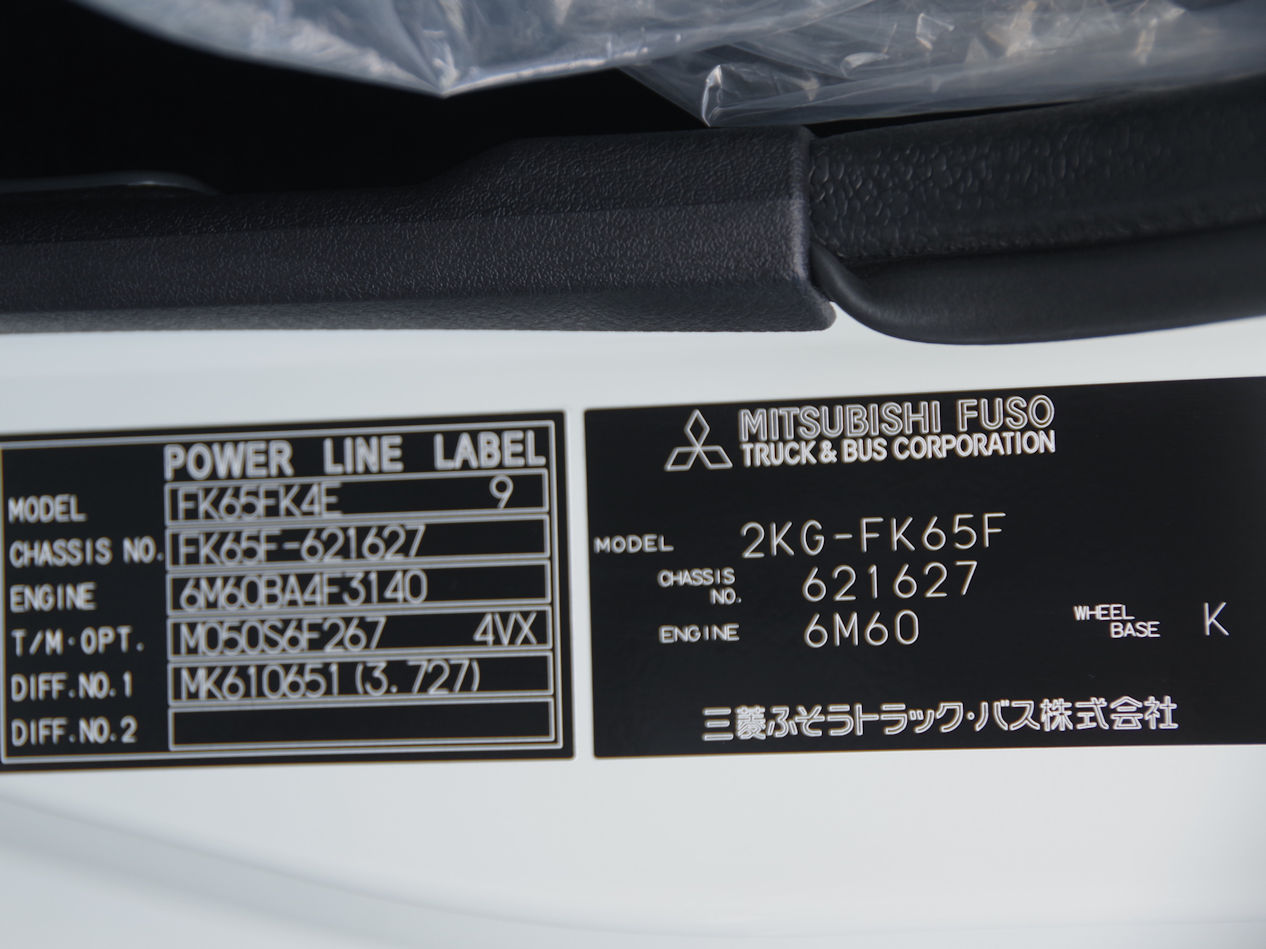 POWER LINE LABEL
MODEL FK65FK4E 9
CHASSIS NO. FK65F-621627
ENGINE 6M60BA4F3140
T/M·OPT. M050S6F267 4VX
DIFF.NO.1 MK610651(3.727)
DIFF.NO.2
MITSUBISHI FUSO
TRUCK & BUS CORPORATION
MODEL 2KG-FK65F
CHASSIS NO. 621627
ENGINE 6M60 WHEEL BASE K
三菱ふそうトラック・バス株式会社